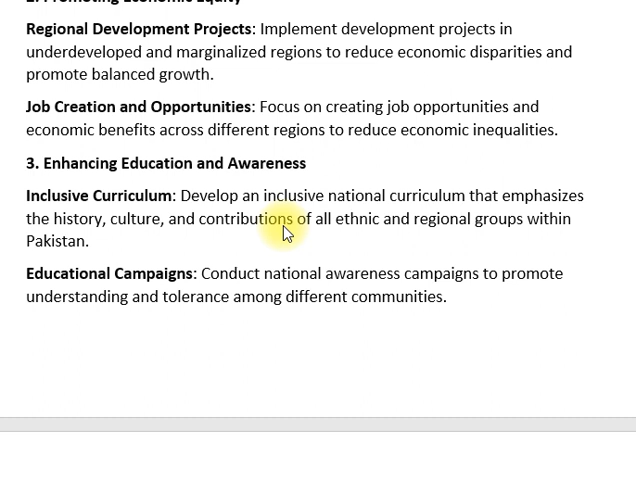 2. Promoting Economic Equity
Regional Development Projects: Implement development projects in
underdeveloped and marginalized regions to reduce economic disparities and
promote balanced growth.
Job Creation and Opportunities: Focus on creating job opportunities and
economic benefits across different regions to reduce economic inequalities.
3. Enhancing Education and Awareness
Inclusive Curriculum: Develop an inclusive national curriculum that emphasizes
the history, culture, and contributions of all ethnic and regional groups within
Pakistan.
Educational Campaigns: Conduct national awareness campaigns to promote
understanding and tolerance among different communities.